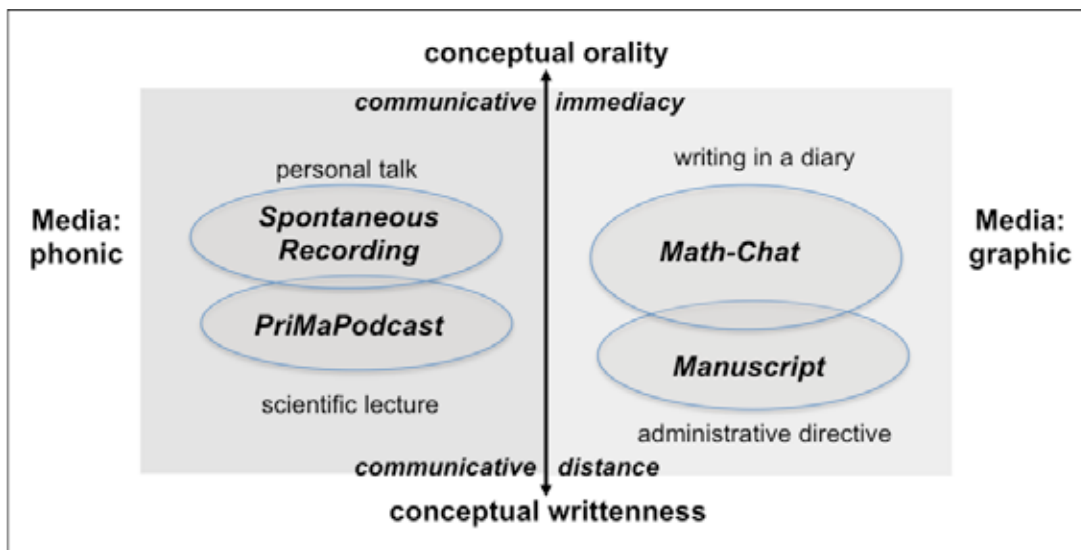 conceptual orality
communicative immediacy
personal talk
writing in a diary
Media:
phonic
Spontaneous
Recording
Math-Chat
Media:
graphic
PriMaPodcast
Manuscript
scientific lecture
administrative directive
communicative distance
conceptual writtenness